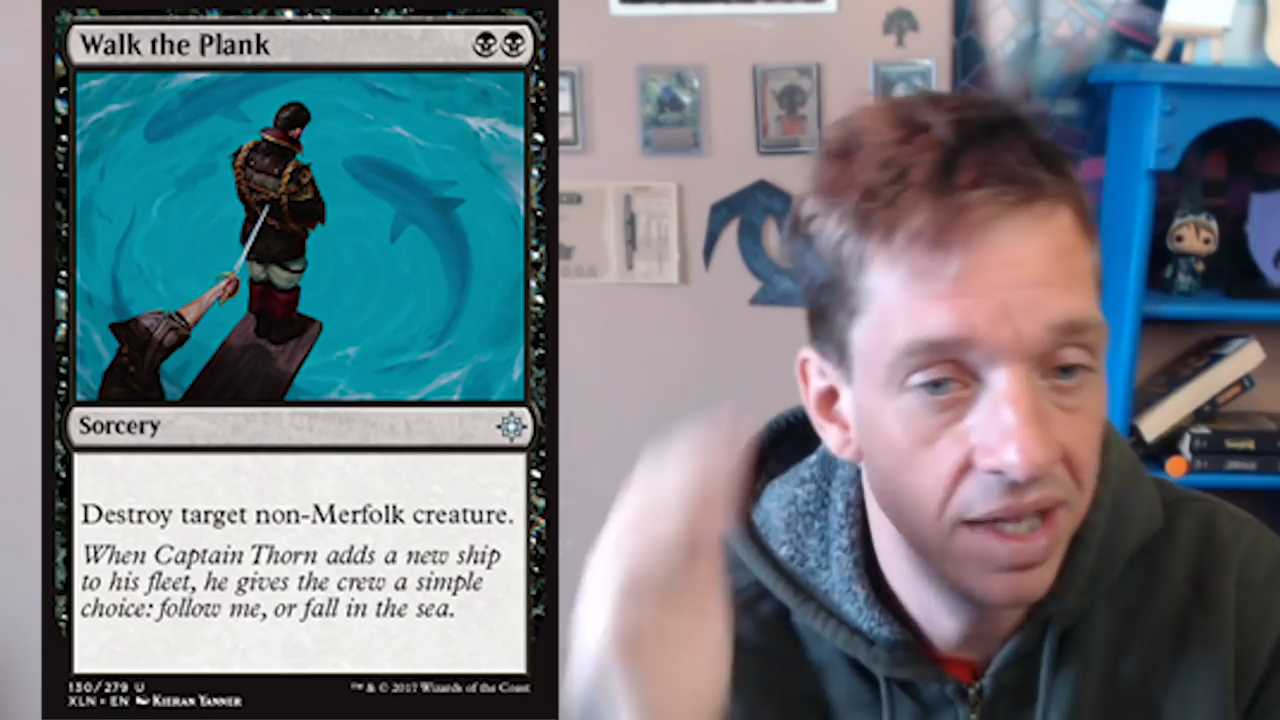 Walk the Plank
Sorcery
Destroy target non-Merfolk creature.
When Captain Thorn adds a new ship
to his fleet, he gives the crew a simple
choice: follow me, or fall in the sea.
130/279 U
XLN • EN Kieran Yanner
™ & © 2017 Wizards of the Coast